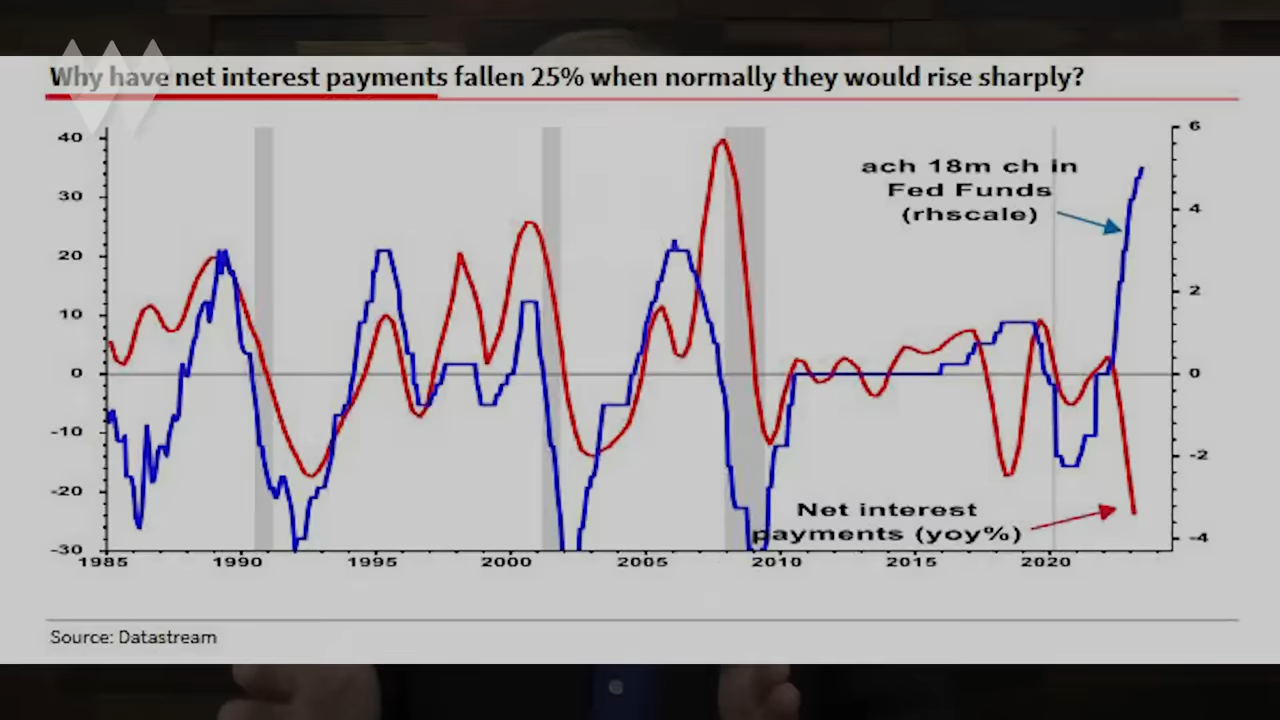 Why have net interest payments fallen 25% when normally they would rise sharply?
40
30
20
10
0
-10
-20
-30
6
4
2
0
-2
-4
ach 18m ch in
Fed Funds
(rhscale)
Net interest
payments (yoy%)
1985 1990 1995 2000 2005 2010 2015 2020
Source: Datastream